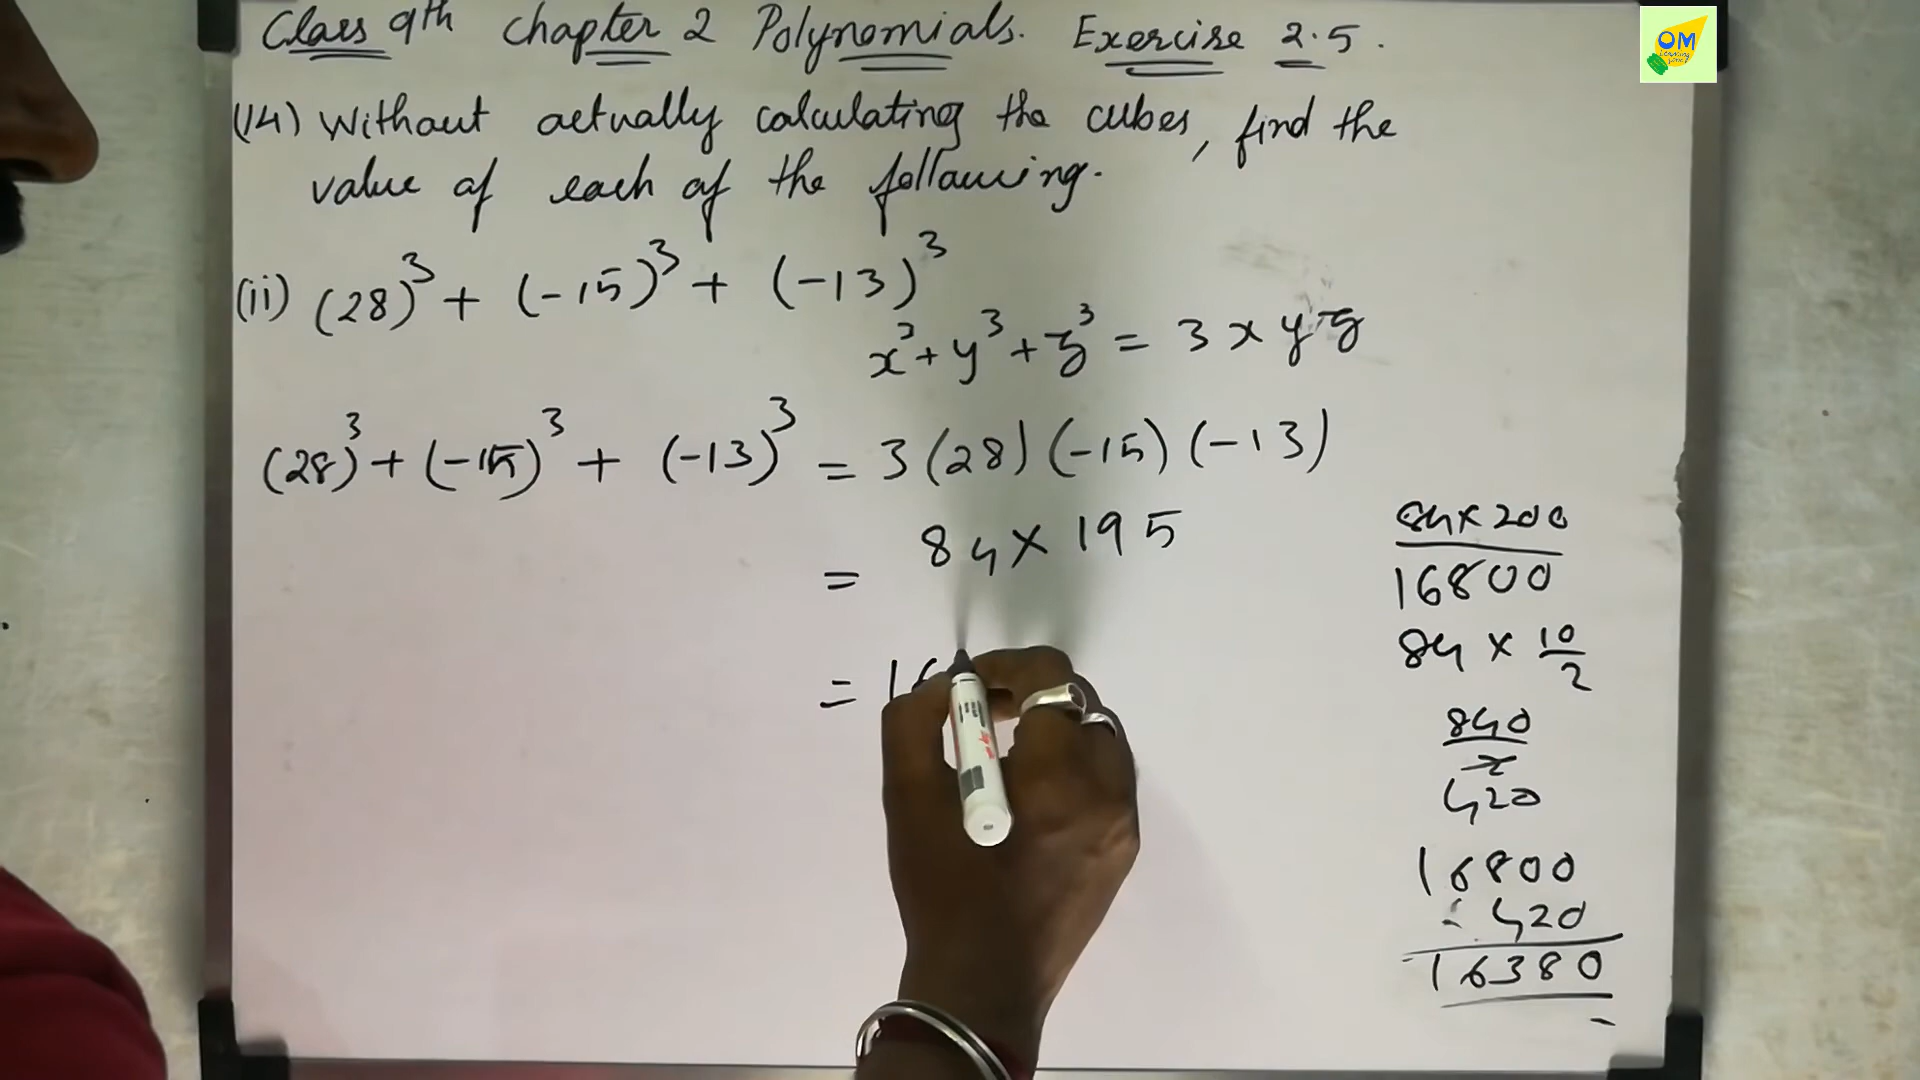 Class 9th Chapter 2 Polynomials. Exercise 2.5.
OM
(14) Without actually calculating the cubes, find the
value of each of the following.
(ii) (28)³ + (-15)³ + (-13)³
x³ + y³ + z³ = 3xyz
(28)³ + (-15)³ + (-13)³ = 3(28)(-15)(-13)
= 84 × 195
= 16
84 × 200
16800
84 × 10/2
840/2
420
16800
- 420
16380